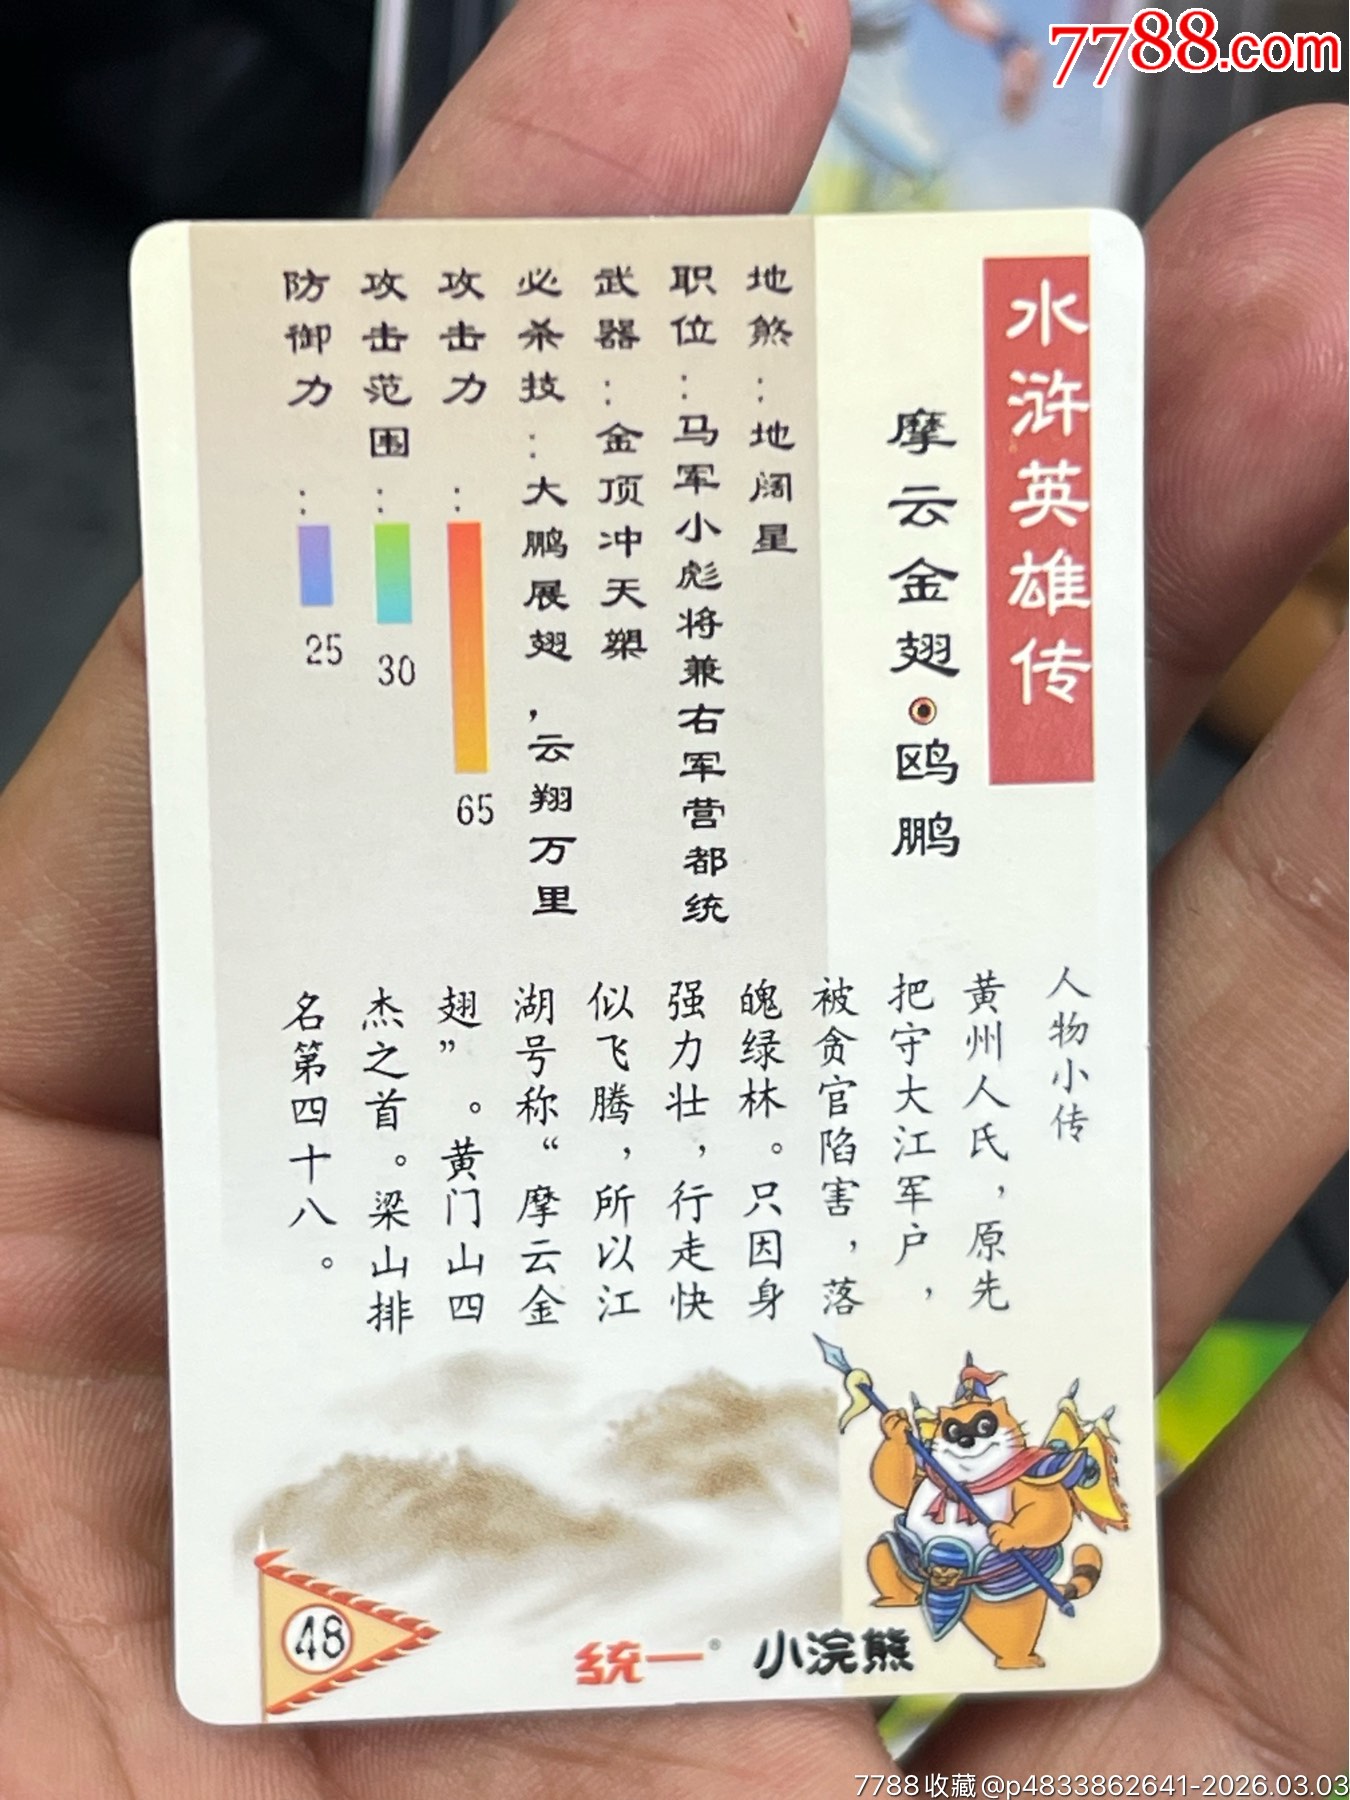 7788.com
水浒英雄传
摩云金翅·鸥鹏
地煞：地阔星
职位：马军小彪将兼右军营都统
武器：金顶冲天槊
必杀技：大鹏展翅，云翔万里
攻击力：65
攻击范围：30
防御力：25
人物小传
黄州人氏，原先
把守大江军户，
被贪官陷害，落
魄绿林。只因身
强力壮，行走快
似飞腾，所以江
湖号称“摩云金
翅”。黄门山四
杰之首。梁山排
名第四十八。
48
统一® 小浣熊
7788收藏@p4833862641-2026.03.03